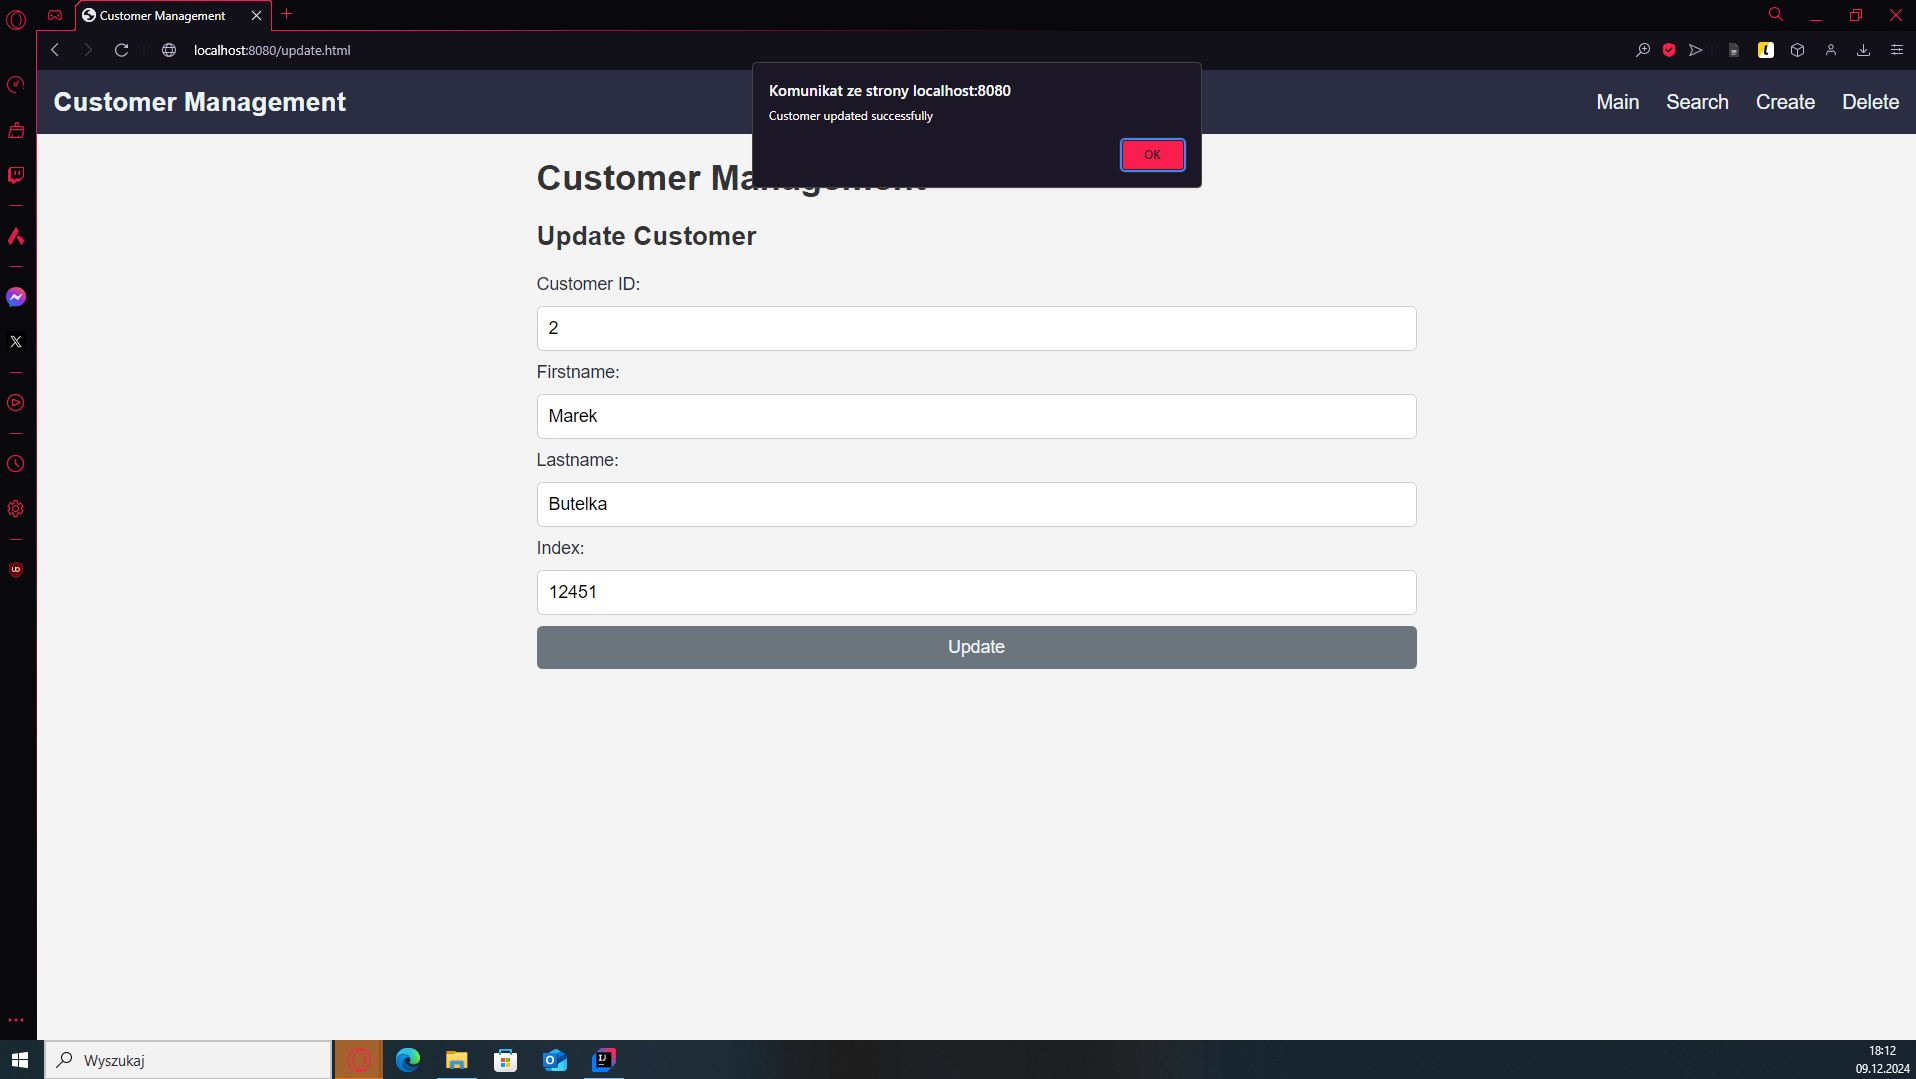 Customer Management
localhost:8080/update.html
Customer Management
Main Search Create Delete
Komunikat ze strony localhost:8080
Customer updated successfully
OK
Customer Management
Update Customer
Customer ID:
2
Firstname:
Marek
Lastname:
Butelka
Index:
12451
Update
Wyszukaj
18:12
09.12.2024